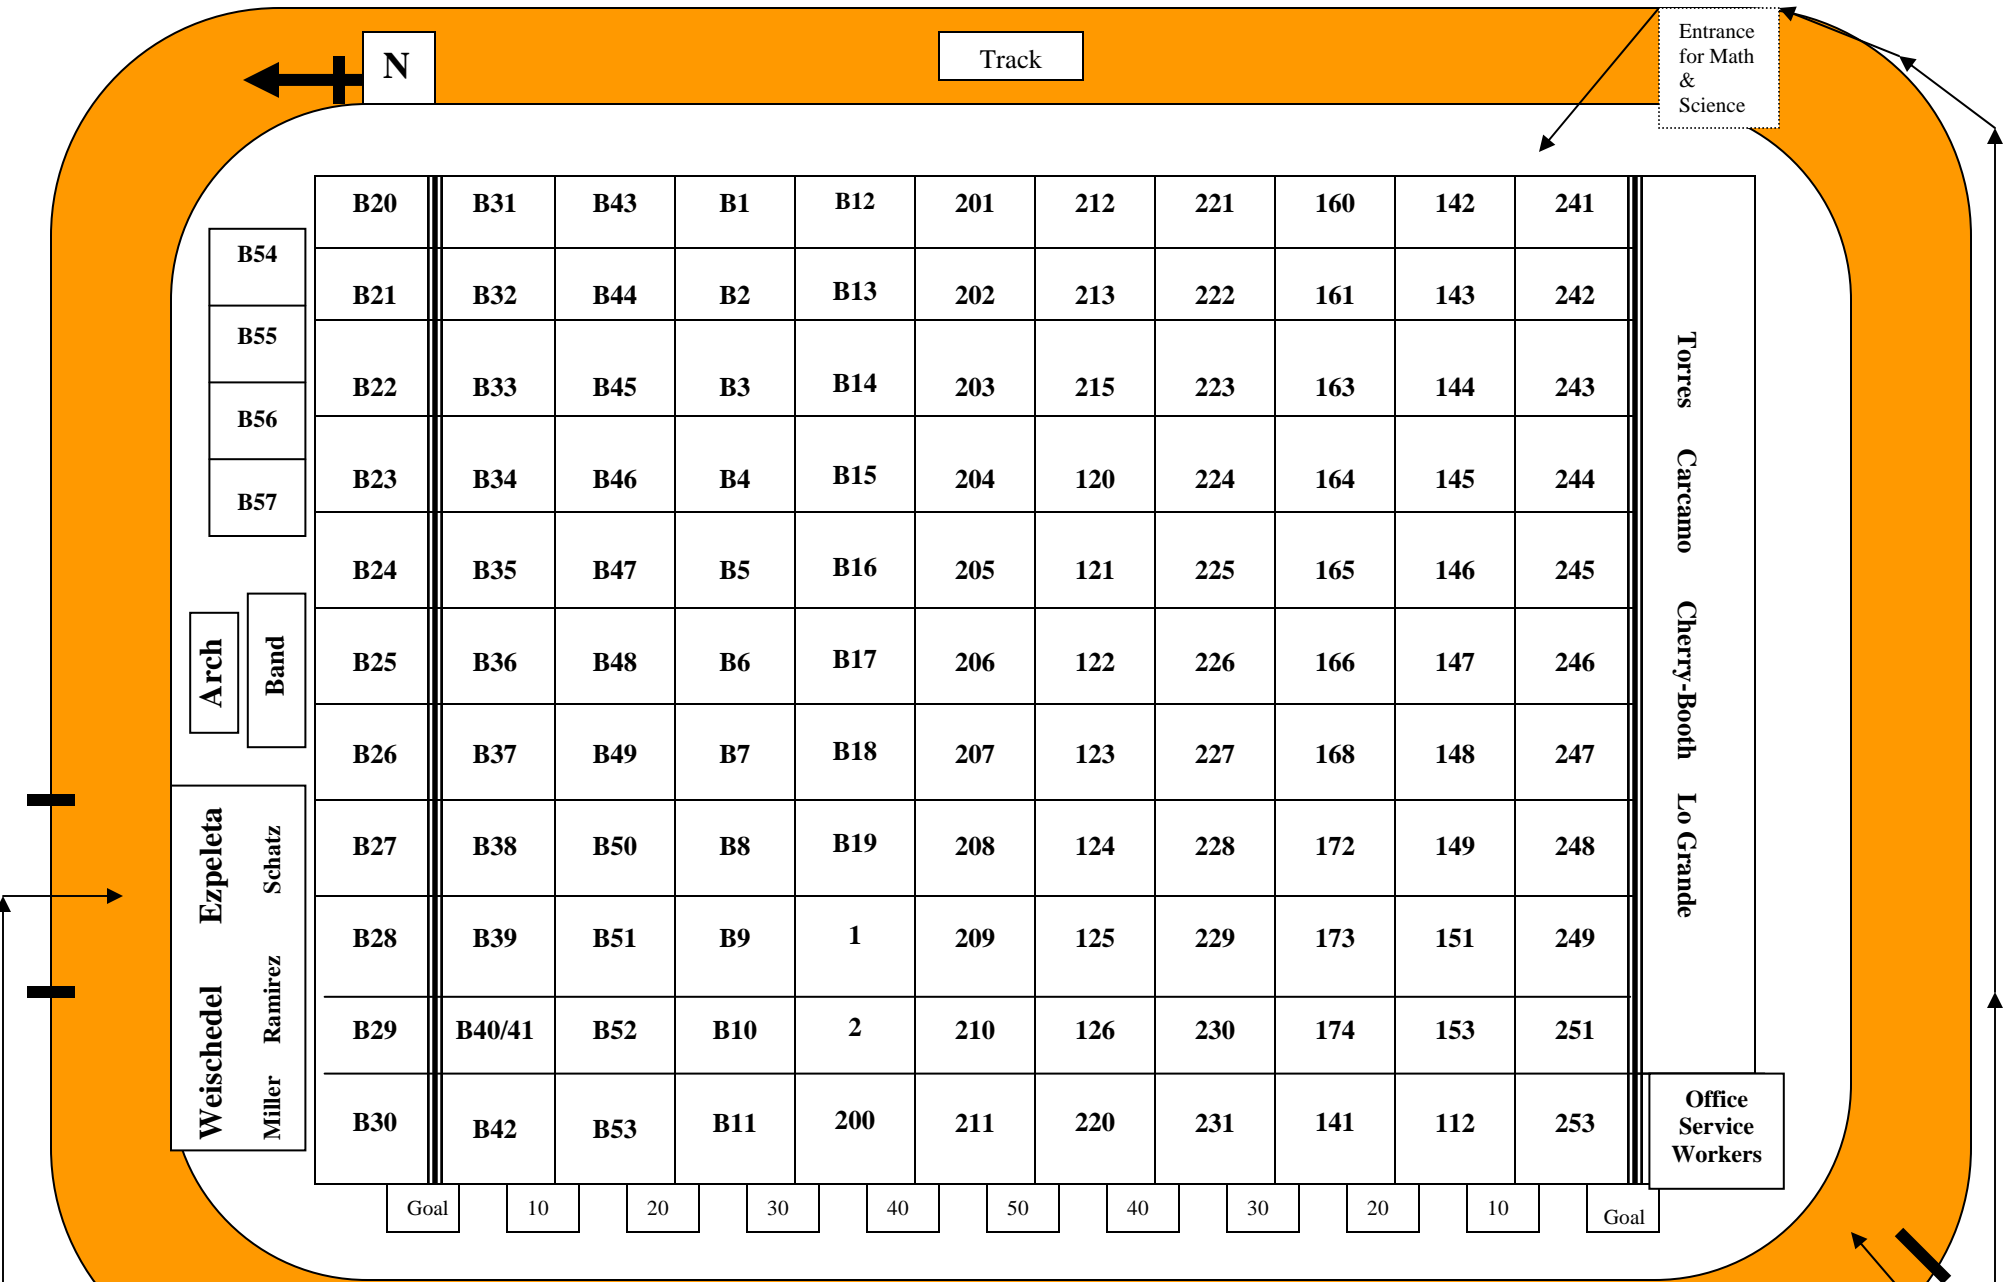 N
Track
Entrance
for Math
&
Science
B20 B31 B43 B1 B12 201 212 221 160 142 241
B21 B32 B44 B2 B13 202 213 222 161 143 242
B22 B33 B45 B3 B14 203 215 223 163 144 243
B23 B34 B46 B4 B15 204 120 224 164 145 244
B24 B35 B47 B5 B16 205 121 225 165 146 245
B25 B36 B48 B6 B17 206 122 226 166 147 246
B26 B37 B49 B7 B18 207 123 227 168 148 247
B27 B38 B50 B8 B19 208 124 228 172 149 248
B28 B39 B51 B9 1 209 125 229 173 151 249
B29 B40/41 B52 B10 2 210 126 230 174 153 251
B30 B42 B53 B11 200 211 220 231 141 112 253
B54
B55
B56
B57
Arch
Band
Weischedel Ezpeleta
Miller Ramirez Schatz
Torres Carcamo Cherry-Booth Lo Grande
Office
Service
Workers
Goal 10 20 30 40 50 40 30 20 10 Goal